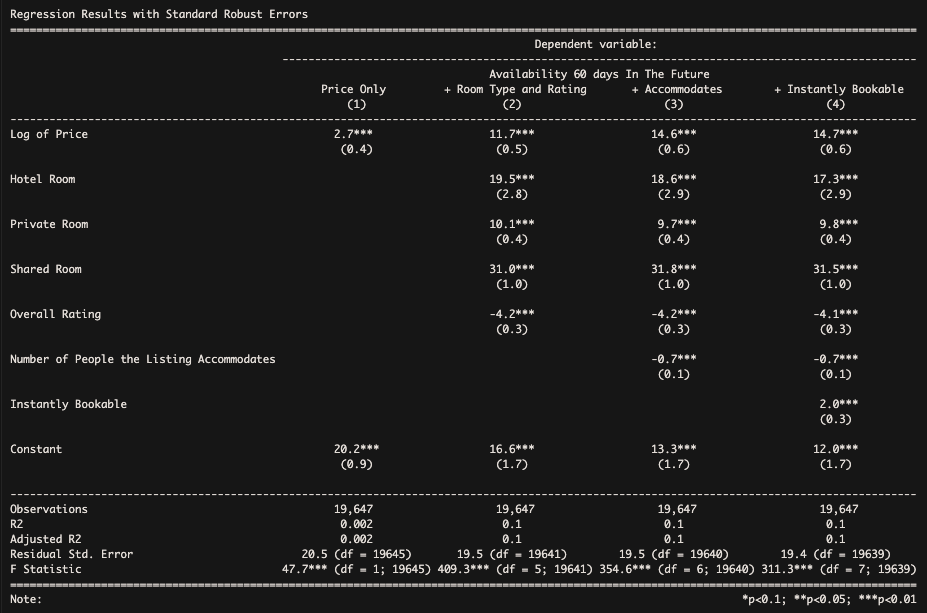 Regression Results with Standard Robust Errors
Dependent variable:
Availability 60 days In The Future
Price Only + Room Type and Rating + Accommodates + Instantly Bookable
(1) (2) (3) (4)
Log of Price 2.7*** 11.7*** 14.6*** 14.7***
(0.4) (0.5) (0.6) (0.6)
Hotel Room 19.5*** 18.6*** 17.3***
(2.8) (2.9) (2.9)
Private Room 10.1*** 9.7*** 9.8***
(0.4) (0.4) (0.4)
Shared Room 31.0*** 31.8*** 31.5***
(1.0) (1.0) (1.0)
Overall Rating -4.2*** -4.2*** -4.1***
(0.3) (0.3) (0.3)
Number of People the Listing Accommodates -0.7*** -0.7***
(0.1) (0.1)
Instantly Bookable 2.0***
(0.3)
Constant 20.2*** 16.6*** 13.3*** 12.0***
(0.9) (1.7) (1.7) (1.7)
Observations 19,647 19,647 19,647 19,647
R2 0.002 0.1 0.1 0.1
Adjusted R2 0.002 0.1 0.1 0.1
Residual Std. Error 20.5 (df = 19645) 19.5 (df = 19641) 19.5 (df = 19640) 19.4 (df = 19639)
F Statistic 47.7*** (df = 1; 19645) 409.3*** (df = 5; 19641) 354.6*** (df = 6; 19640) 311.3*** (df = 7; 19639)
Note: *p<0.1; **p<0.05; ***p<0.01